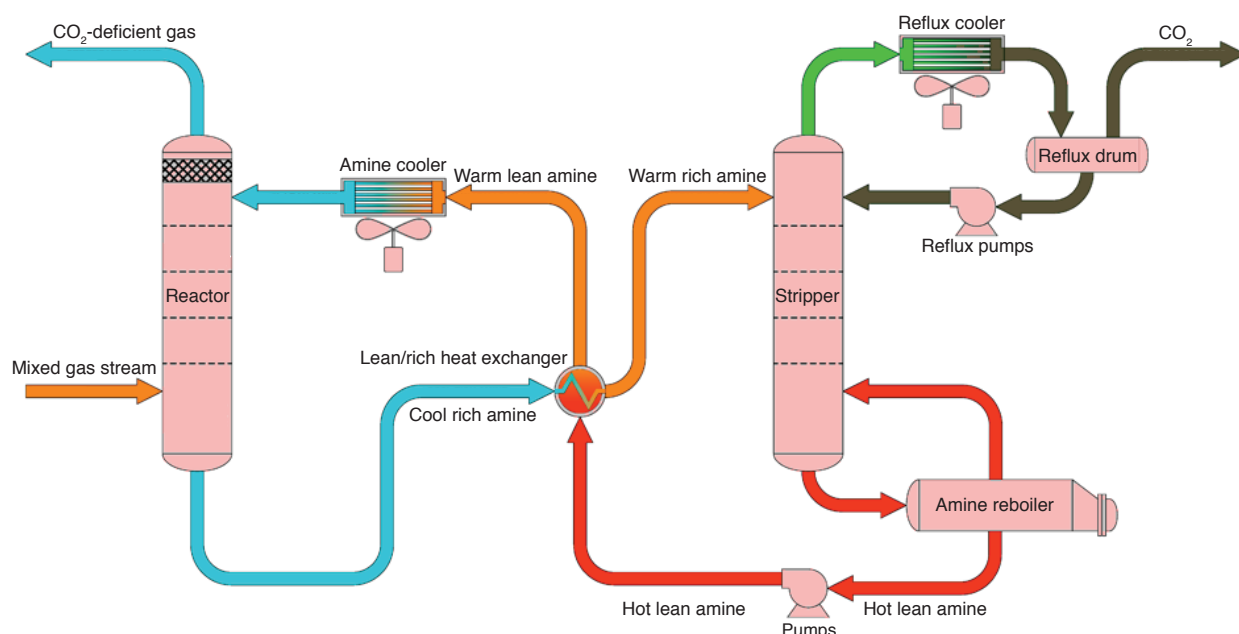 CO₂-deficient gas
Reflux cooler
CO₂
Reflux drum
Amine cooler
Warm lean amine
Warm rich amine
Reflux pumps
Reactor
Stripper
Mixed gas stream
Lean/rich heat exchanger
Cool rich amine
Amine reboiler
Hot lean amine
Hot lean amine
Pumps